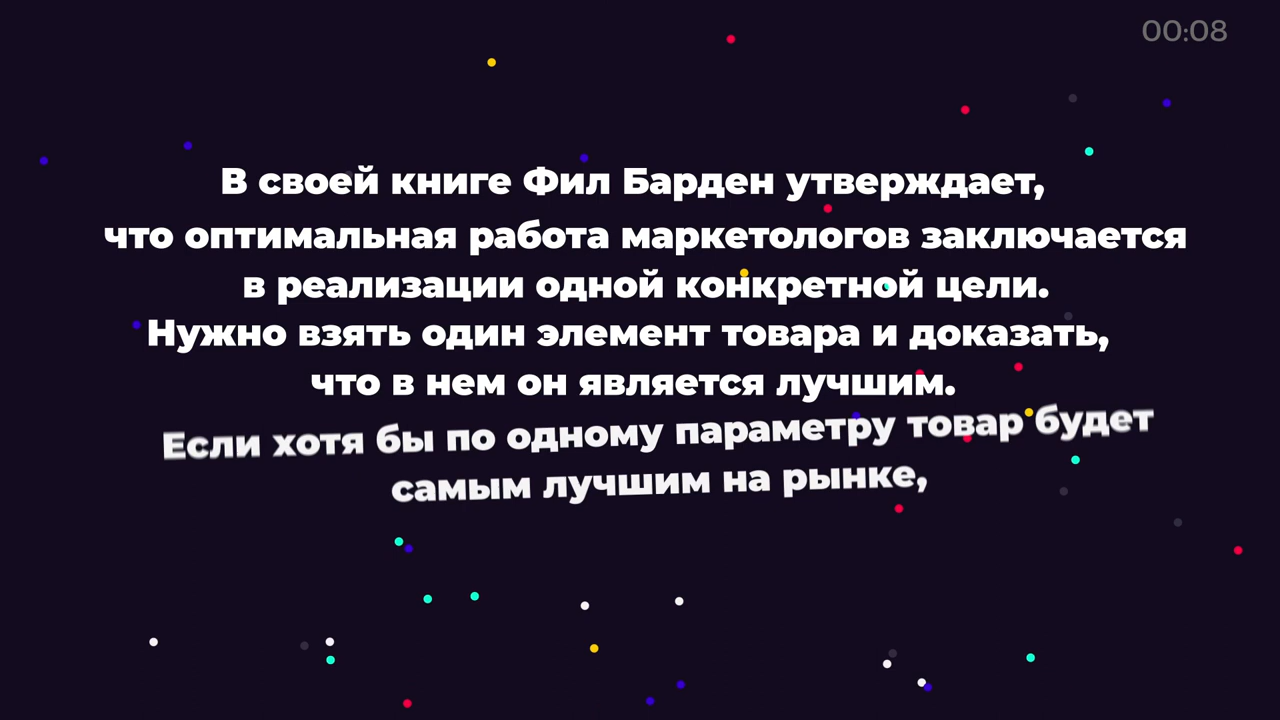 00:08
В своей книге Фил Барден утверждает,
что оптимальная работа маркетологов заключается
в реализации одной конкретной цели.
Нужно взять один элемент товара и доказать,
что в нем он является лучшим.
Если хотя бы по одному параметру товар будет
самым лучшим на рынке,